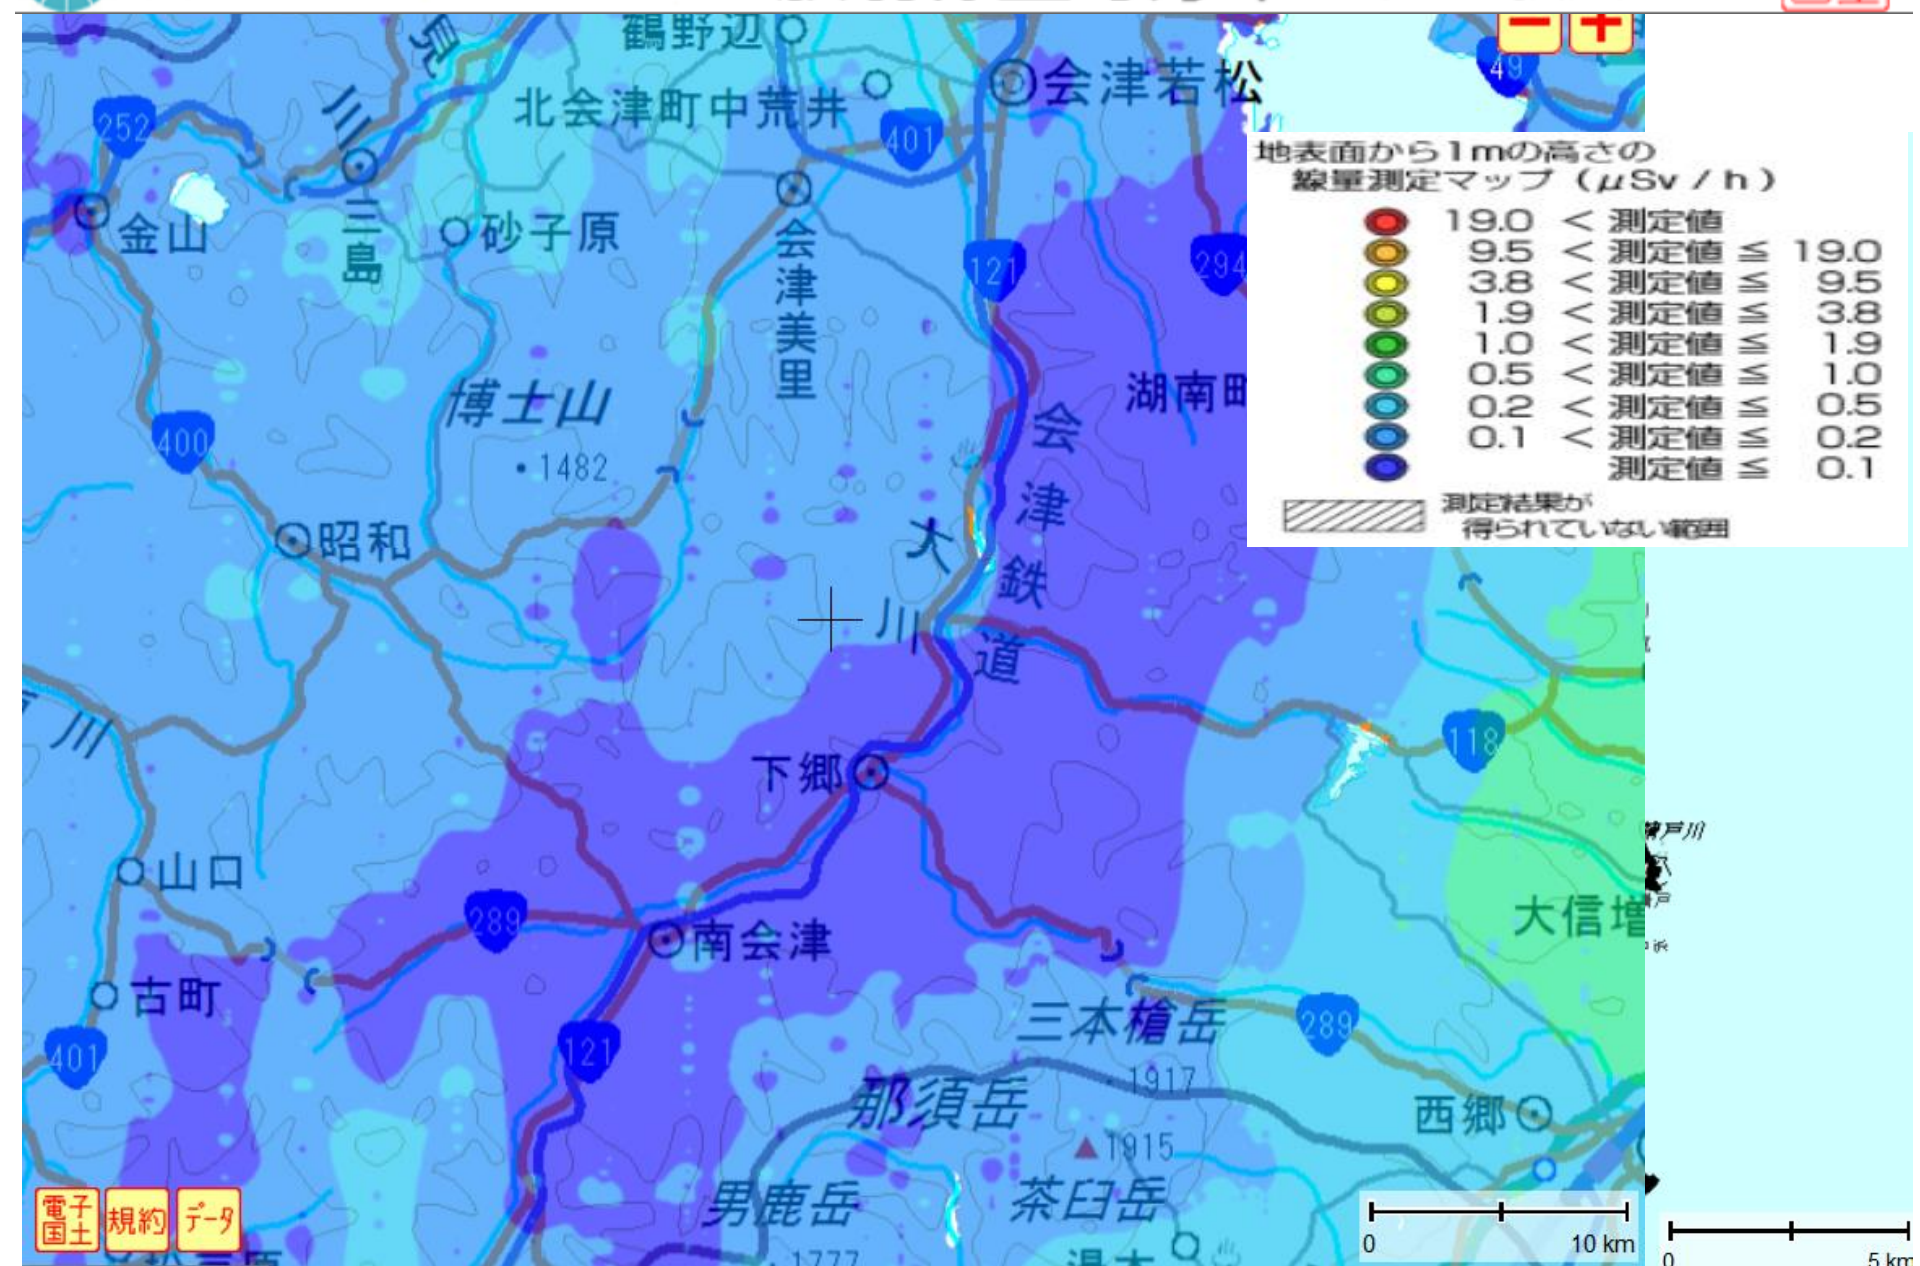 鶴野辺
会津若松
49
北会津町中荒井
252
401
地表面から1mの高さの
線量測定マップ (μSv/h)
19.0 < 測定値
9.5 < 測定値 ≦ 19.0
3.8 < 測定値 ≦ 9.5
1.9 < 測定値 ≦ 3.8
1.0 < 測定値 ≦ 1.9
0.5 < 測定値 ≦ 1.0
0.2 < 測定値 ≦ 0.5
0.1 < 測定値 ≦ 0.2
測定値 ≦ 0.1
測定結果が
得られていない範囲
金山
三島
砂子原
会津美里
121
294
湖南町
博士山
1482
400
会津鉄道
大川
昭和
川
下郷
118
山口
289
南会津
大信増
古町
三本槍岳
289
401
121
那須岳
1917
西郷
1915
男鹿岳
茶臼岳
電子国土
規約
データ
1777
湯本
0 10 km
0 5 km